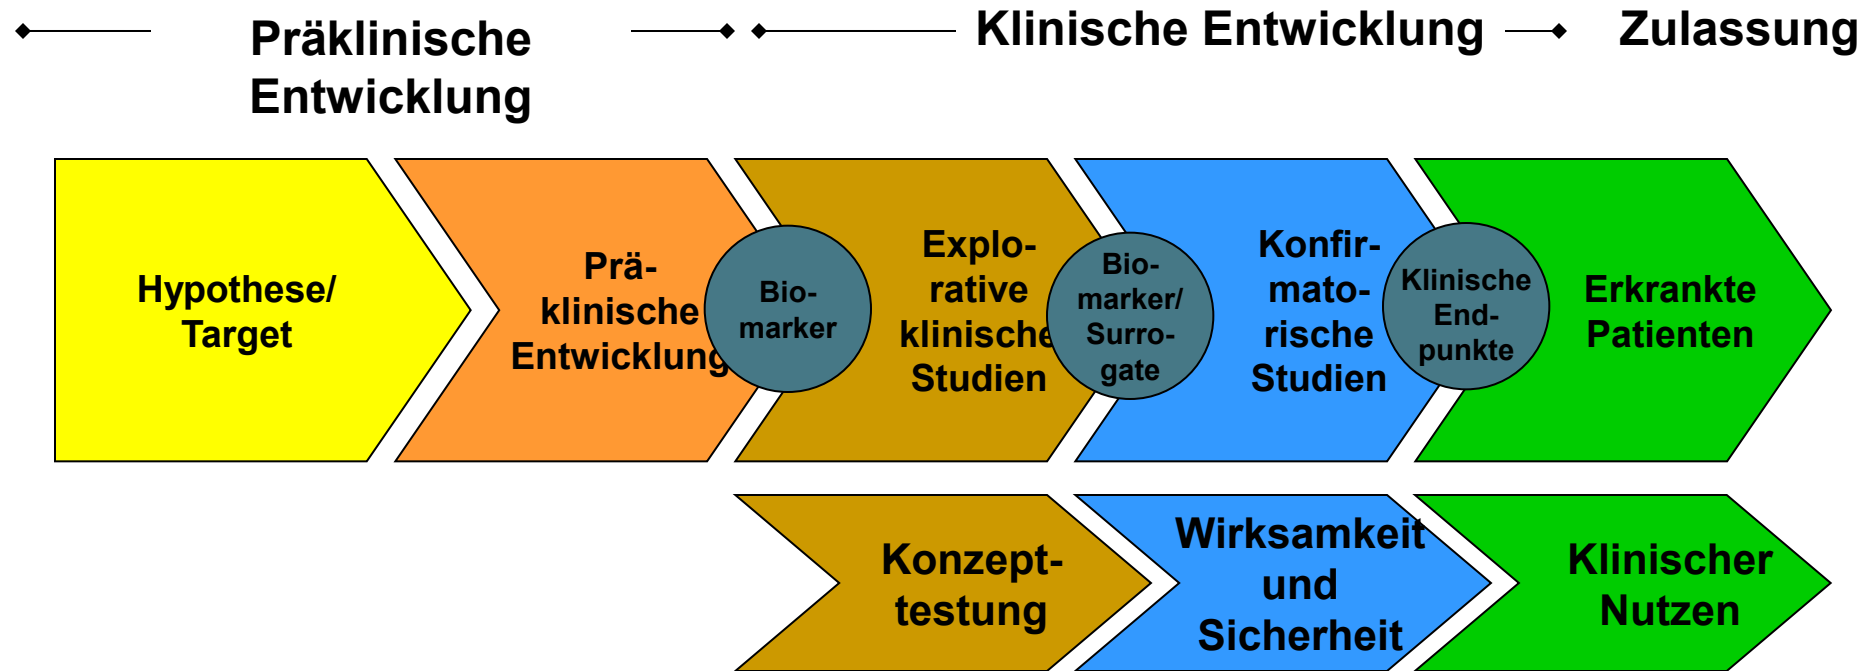 Präklinische
Entwicklung
Klinische Entwicklung
Zulassung
Hypothese/
Target
Prä-
klinische
Entwicklung
Bio-
marker
Explo-
rative
klinische
Studien
Bio-
marker/
Surro-
gate
Konfir-
mato-
rische
Studien
Klinische
End-
punkte
Erkrankte
Patienten
Konzept-
testung
Wirksamkeit
und
Sicherheit
Klinischer
Nutzen